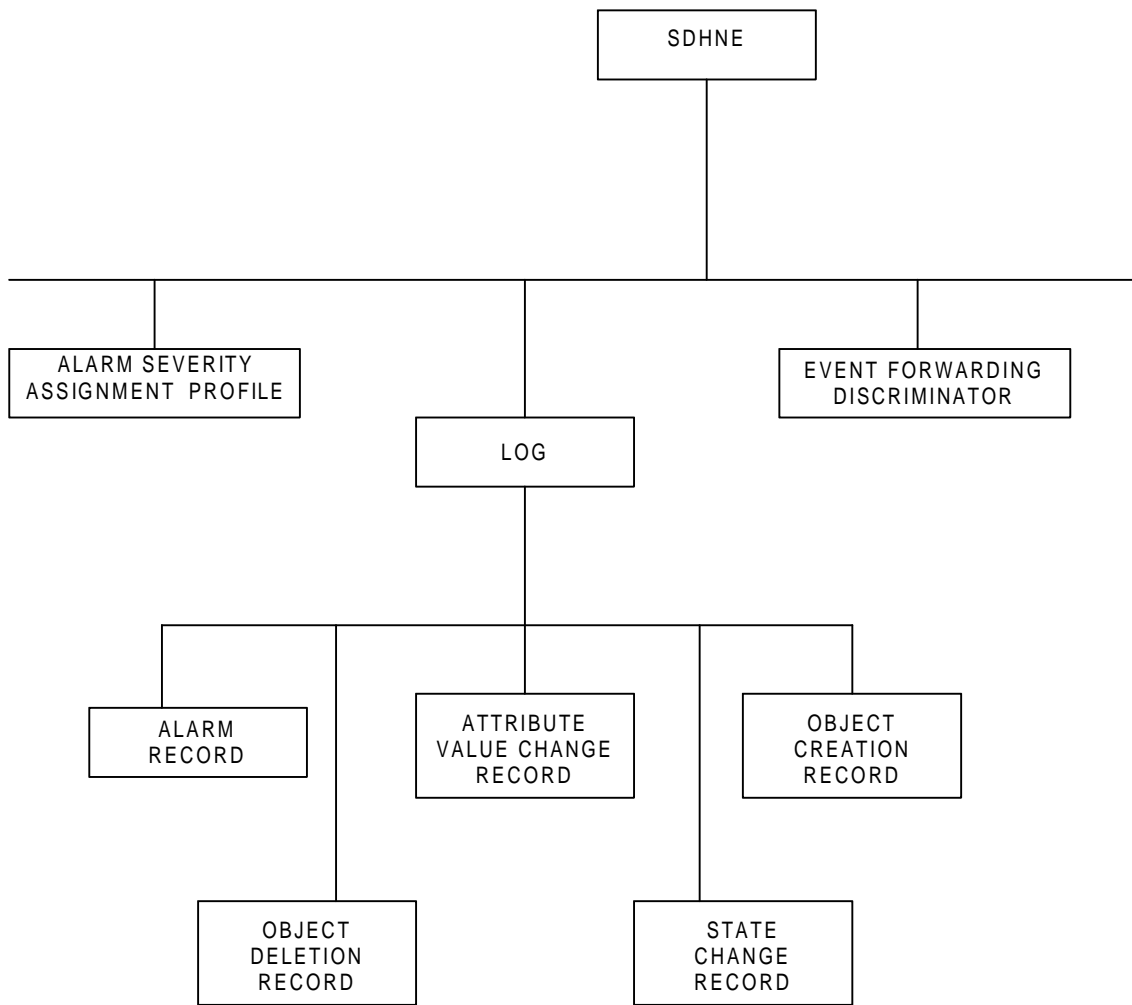 SDHNE
ALARM SEVERITY
ASSIGNMENT PROFILE
EVENT FORWARDING
DISCRIMINATOR
LOG
ALARM
RECORD
ATTRIBUTE
VALUE CHANGE
RECORD
OBJECT
CREATION
RECORD
OBJECT
DELETION
RECORD
STATE
CHANGE
RECORD